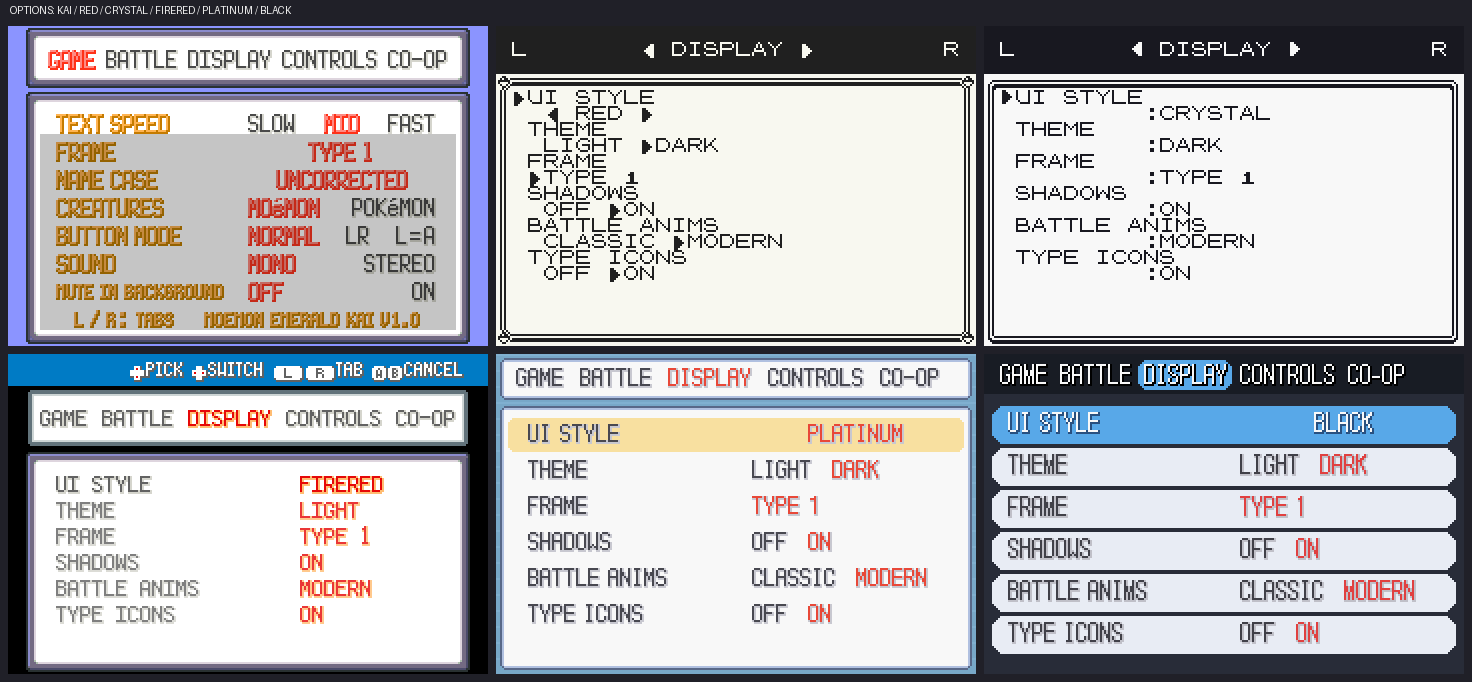 OPTIONS: KAI / RED / CRYSTAL / FIRERED / PLATINUM / BLACK
GAME BATTLE DISPLAY CONTROLS CO-OP
TEXT SPEED SLOW MID FAST
FRAME TYPE 1
NAME CASE UNCORRECTED
CREATURES MOéMON POKéMON
BUTTON MODE NORMAL LR L=A
SOUND MONO STEREO
MUTE IN BACKGROUND OFF ON
L / R: TABS MOEMON EMERALD KAI V1.0
L ◀ DISPLAY ▶ R
▶UI STYLE
◀ RED ▶
THEME
LIGHT ▶DARK
FRAME
▶TYPE 1
SHADOWS
OFF ▶ON
BATTLE ANIMS
CLASSIC ▶MODERN
TYPE ICONS
OFF ▶ON
L ◀ DISPLAY ▶ R
▶UI STYLE
:CRYSTAL
THEME
:DARK
FRAME
:TYPE 1
SHADOWS
:ON
BATTLE ANIMS
:MODERN
TYPE ICONS
:ON
PICK SWITCH L R TAB A B CANCEL
GAME BATTLE DISPLAY CONTROLS CO-OP
UI STYLE FIRERED
THEME LIGHT
FRAME TYPE 1
SHADOWS ON
BATTLE ANIMS MODERN
TYPE ICONS ON
GAME BATTLE DISPLAY CONTROLS CO-OP
UI STYLE PLATINUM
THEME LIGHT DARK
FRAME TYPE 1
SHADOWS OFF ON
BATTLE ANIMS CLASSIC MODERN
TYPE ICONS OFF ON
GAME BATTLE DISPLAY CONTROLS CO-OP
UI STYLE BLACK
THEME LIGHT DARK
FRAME TYPE 1
SHADOWS OFF ON
BATTLE ANIMS CLASSIC MODERN
TYPE ICONS OFF ON